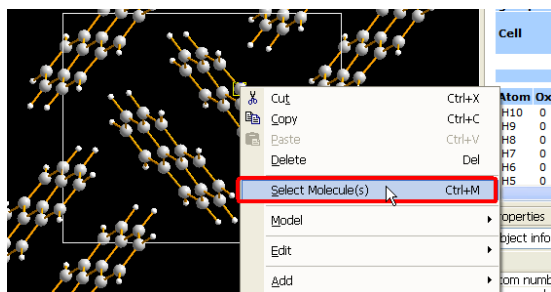 Cell
Atom Ox
H10 0
H9 0
H8 0
H7 0
H6 0
H5 0
Cut Ctrl+X
Copy Ctrl+C
Paste Ctrl+V
Delete Del
Select Molecule(s) Ctrl+M
Model
Edit
Add
roperties
bject info
tom numb